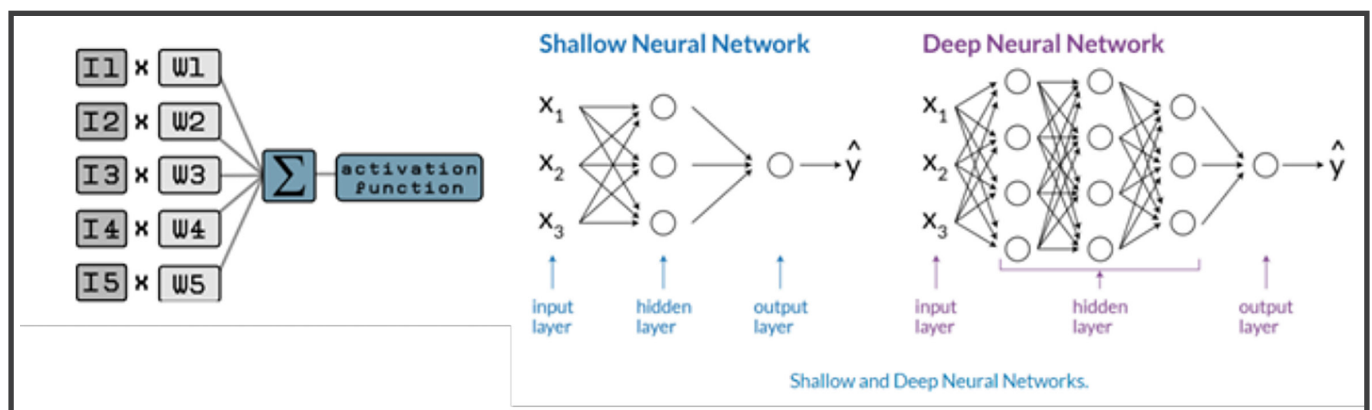 I1 x W1
I2 x W2
I3 x W3
I4 x W4
I5 x W5
Σ
activation
function
Shallow Neural Network
x₁
x₂
x₃
ŷ
input
layer
hidden
layer
output
layer
Deep Neural Network
x₁
x₂
x₃
ŷ
input
layer
hidden
layer
output
layer
Shallow and Deep Neural Networks.